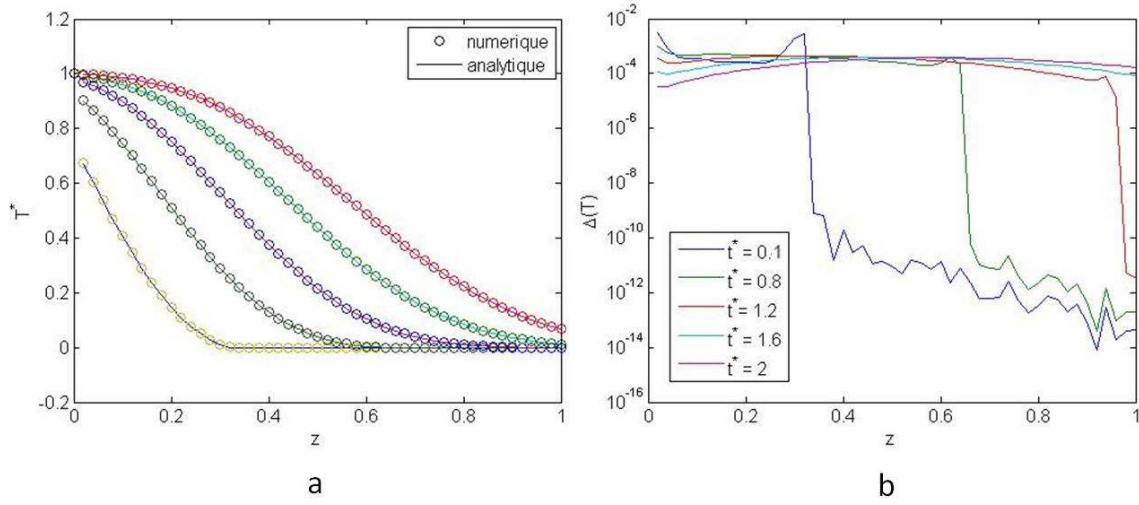 1.2
1
0.8
0.6
0.4
0.2
0
-0.2
T*
0 0.2 0.4 0.6 0.8 1
z
numerique
analytique
a
10^-2
10^-4
10^-6
10^-8
10^-10
10^-12
10^-14
10^-16
Δ(T)
0 0.2 0.4 0.6 0.8 1
z
t* = 0.1
t* = 0.8
t* = 1.2
t* = 1.6
t* = 2
b